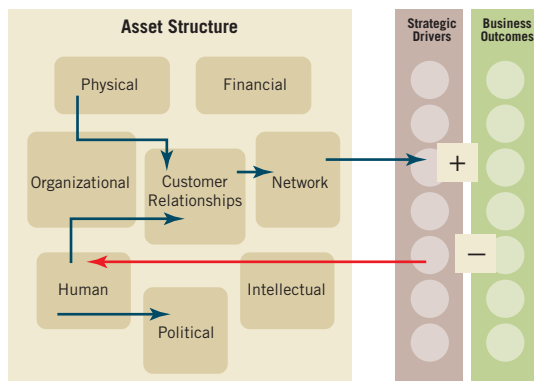 Asset Structure
Strategic
Drivers
Business
Outcomes
Physical
Financial
Organizational
Customer
Relationships
Network
+
−
Human
Intellectual
Political